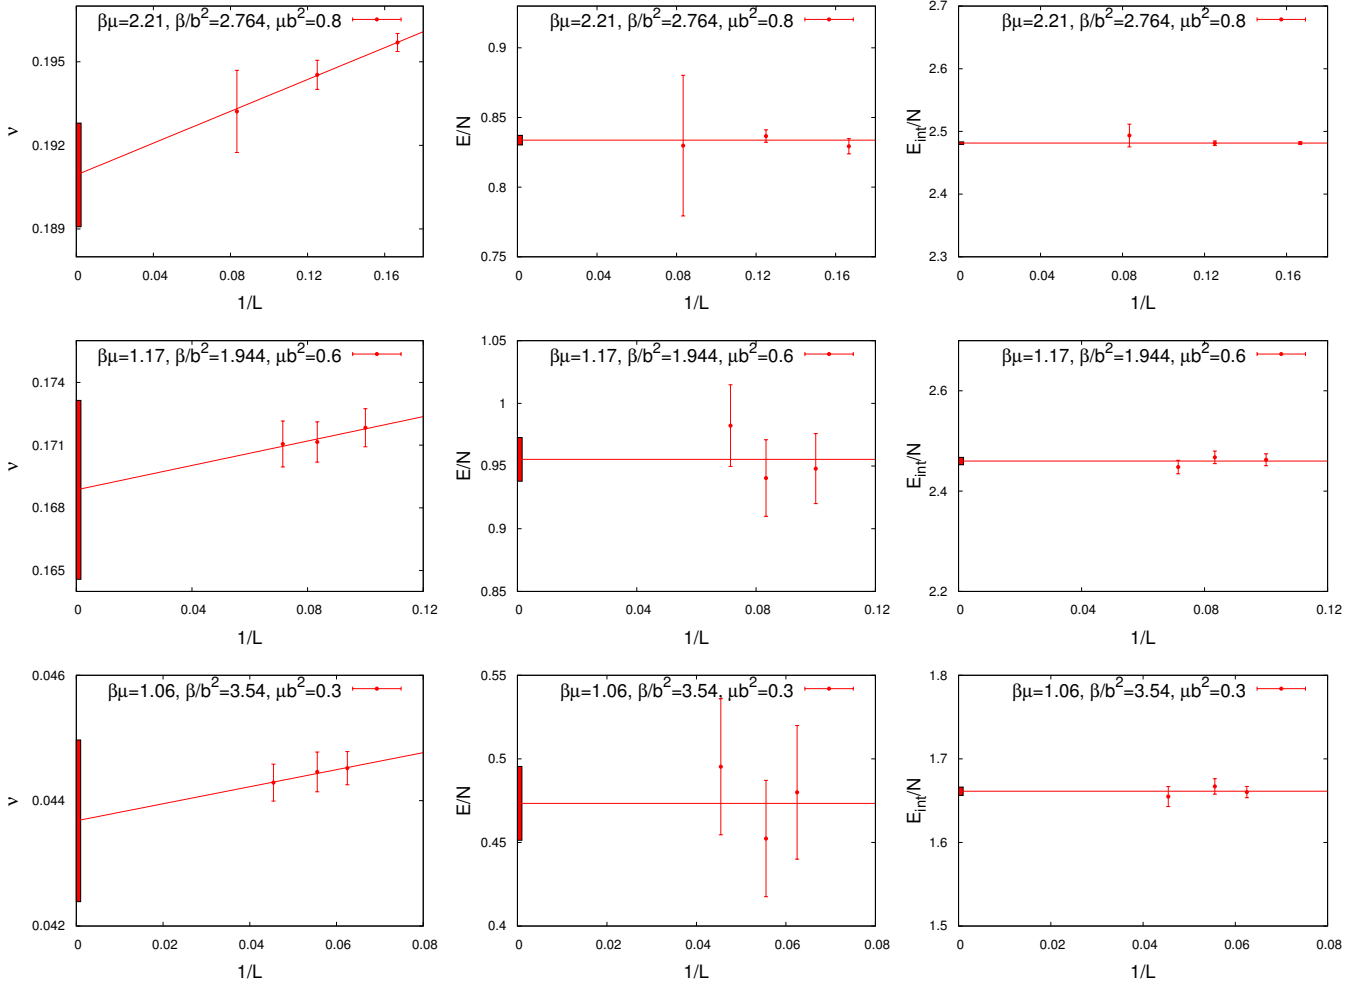 βμ=2.21, β/b²=2.764, μb²=0.8
0.195
0.192
0.189
ν
0 0.04 0.08 0.12 0.16
1/L
βμ=2.21, β/b²=2.764, μb²=0.8
0.9
0.85
0.8
0.75
E/N
0 0.04 0.08 0.12 0.16
1/L
βμ=2.21, β/b²=2.764, μb²=0.8
2.7
2.6
2.5
2.4
2.3
E_int/N
0 0.04 0.08 0.12 0.16
1/L
βμ=1.17, β/b²=1.944, μb²=0.6
0.174
0.171
0.168
0.165
ν
0 0.04 0.08 0.12
1/L
βμ=1.17, β/b²=1.944, μb²=0.6
1.05
1
0.95
0.9
0.85
E/N
0 0.04 0.08 0.12
1/L
βμ=1.17, β/b²=1.944, μb²=0.6
2.6
2.4
2.2
E_int/N
0 0.04 0.08 0.12
1/L
βμ=1.06, β/b²=3.54, μb²=0.3
0.046
0.044
0.042
ν
0 0.02 0.04 0.06 0.08
1/L
βμ=1.06, β/b²=3.54, μb²=0.3
0.55
0.5
0.45
0.4
E/N
0 0.02 0.04 0.06 0.08
1/L
βμ=1.06, β/b²=3.54, μb²=0.3
1.8
1.7
1.6
1.5
E_int/N
0 0.02 0.04 0.06 0.08
1/L